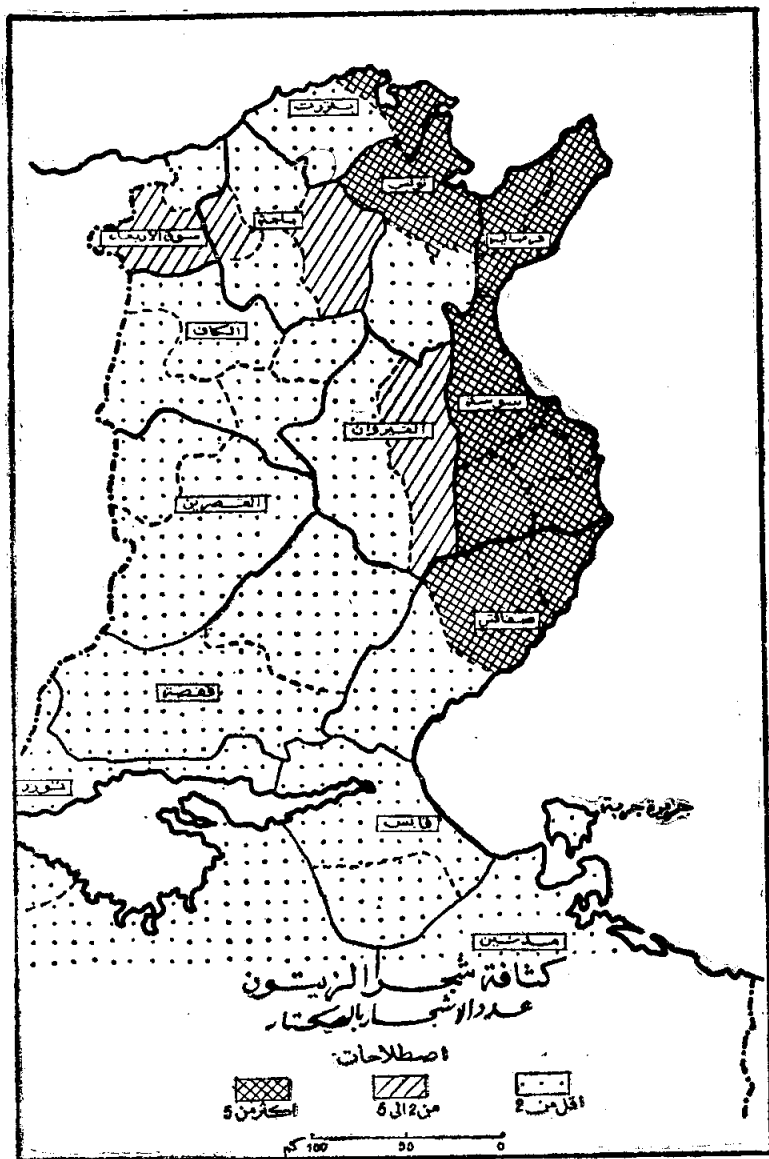 بنزرت
تونس
باجة
سوق الاربعاء
الكاف
سوسة
القيروان
القصرين
صفاقس
قفصة
توزر
جزيرة جربة
قابس
مدنين
كثافة شجر الزيتون
عدد الاشجار بالهكتار
اصطلاحات:
اقل من 2
من 2 الى 5
اكثر من 5
0 50 100 كم